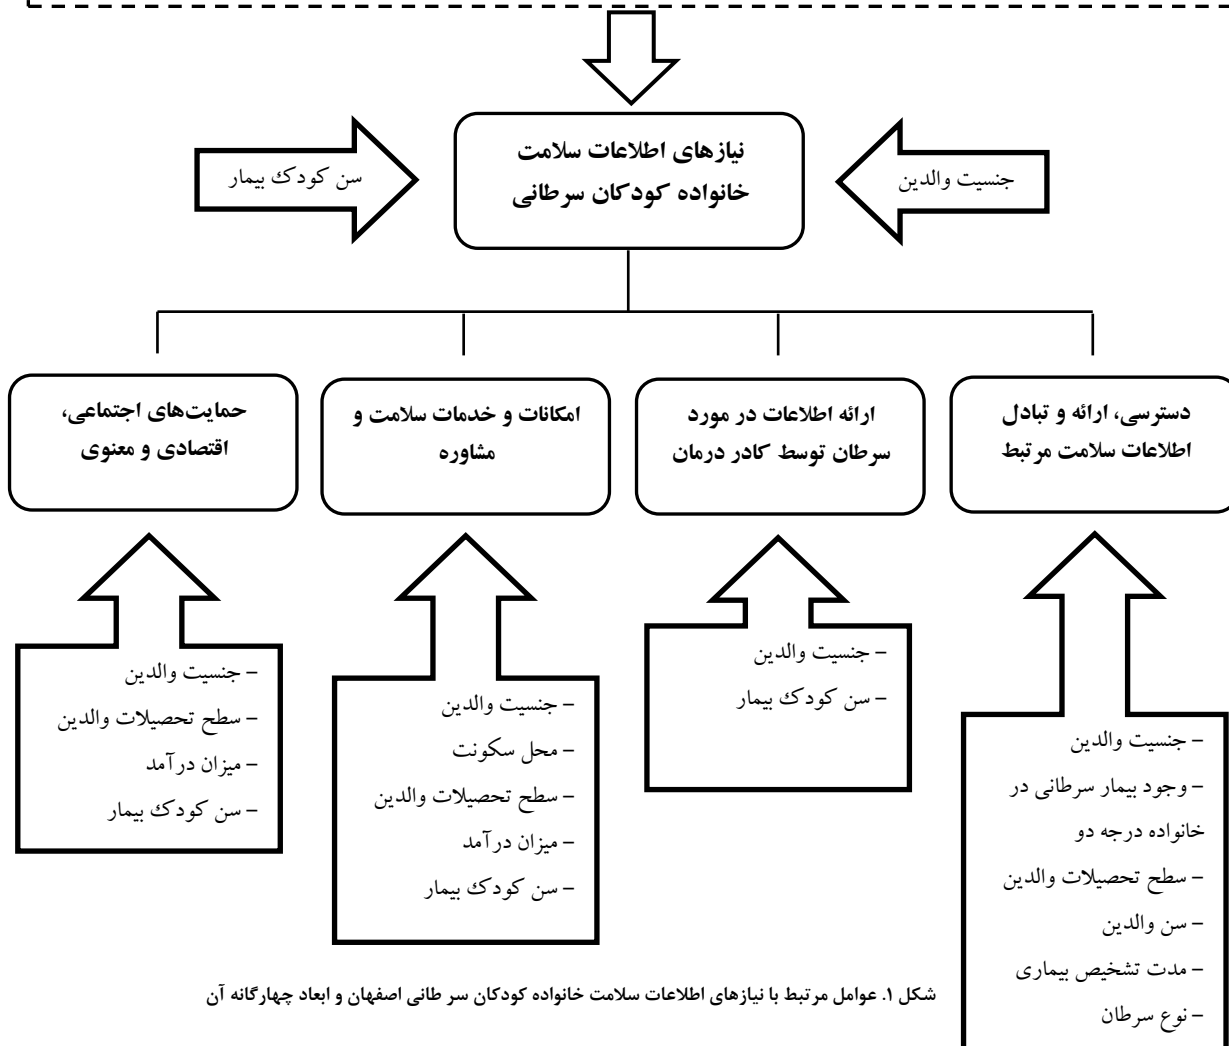 نیازهای اطلاعات سلامت
خانواده کودکان سرطانی
جنسیت والدین
سن کودک بیمار
دسترسی، ارائه و تبادل
اطلاعات سلامت مرتبط
ارائه اطلاعات در مورد
سرطان توسط کادر درمان
امکانات و خدمات سلامت و
مشاوره
حمایت‌های اجتماعی،
اقتصادی و معنوی
– جنسیت والدین
– وجود بیمار سرطانی در
خانواده درجه دو
– سطح تحصیلات والدین
– سن والدین
– مدت تشخیص بیماری
– نوع سرطان
– جنسیت والدین
– سن کودک بیمار
– جنسیت والدین
– محل سکونت
– سطح تحصیلات والدین
– میزان درآمد
– سن کودک بیمار
– جنسیت والدین
– سطح تحصیلات والدین
– میزان درآمد
– سن کودک بیمار
شکل ۱. عوامل مرتبط با نیازهای اطلاعات سلامت خانواده کودکان سر طانی اصفهان و ابعاد چهارگانه آن